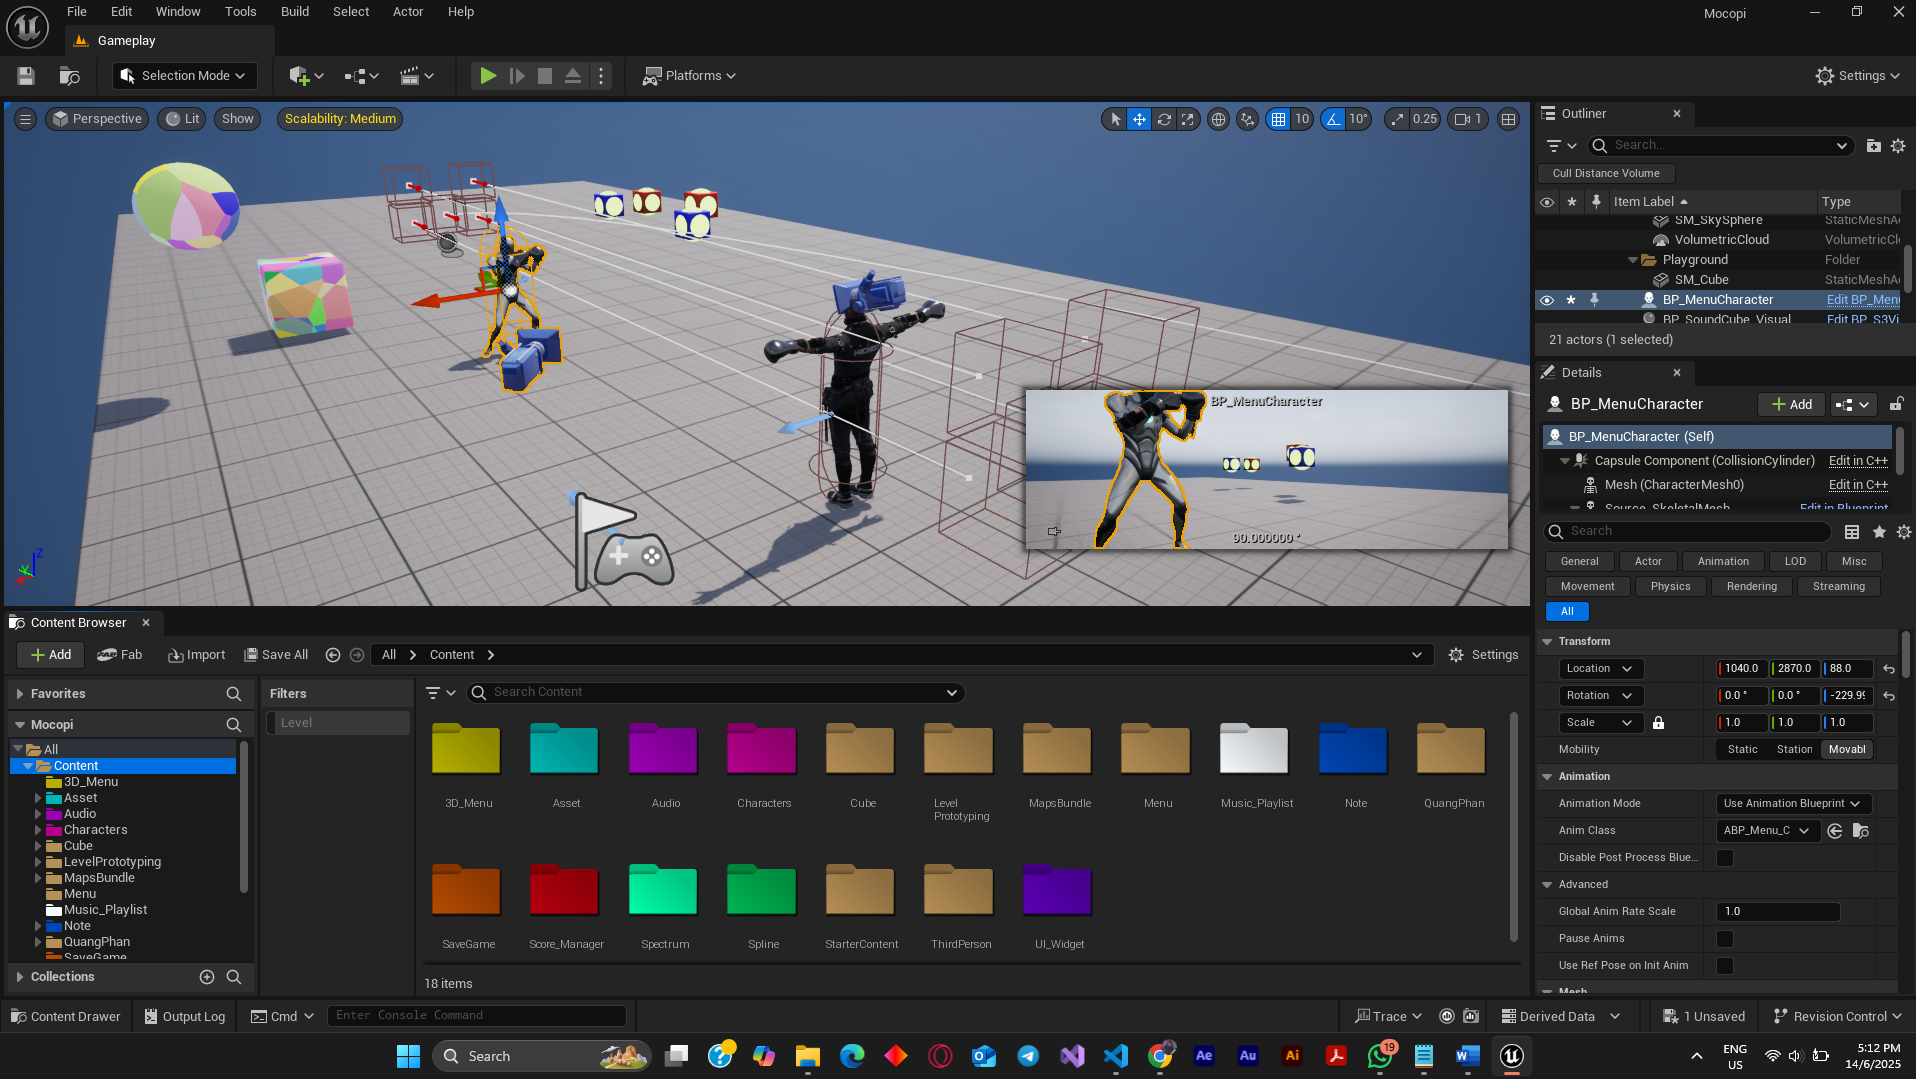 File Edit Window Tools Build Select Actor Help
Mocopi
Gameplay
Selection Mode
Platforms
Settings
Perspective Lit Show Scalability: Medium
10 10° 0.25 1
BP_MenuCharacter
90.000000 °
Z
Y
X
Outliner
Search...
Cull Distance Volume
Item Label Type
SM_SkySphere StaticMeshAc
VolumetricCloud VolumetricCl
Playground Folder
SM_Cube StaticMeshAc
BP_MenuCharacter Edit BP_Menu
BP_SoundCube_Visual Edit BP_S3Vi
21 actors (1 selected)
Details
BP_MenuCharacter Add
BP_MenuCharacter (Self)
Capsule Component (CollisionCylinder) Edit in C++
Mesh (CharacterMesh0) Edit in C++
Source_SkeletalMesh Edit in Blueprint
Search
General Actor Animation LOD Misc
Movement Physics Rendering Streaming
All
Transform
Location 1040.0 2870.0 88.0
Rotation 0.0 ° 0.0 ° -229.99
Scale 1.0 1.0 1.0
Mobility Static Station Movabl
Animation
Animation Mode Use Animation Blueprint
Anim Class ABP_Menu_C
Disable Post Process Blue...
Advanced
Global Anim Rate Scale 1.0
Pause Anims
Use Ref Pose on Init Anim
Mesh
Content Browser
Add Fab Import Save All All Content Settings
Favorites
Filters
Level
Search Content
Mocopi
All
Content
3D_Menu
Asset
Audio
Characters
Cube
LevelPrototyping
MapsBundle
Menu
Music_Playlist
Note
QuangPhan
SaveGame
Collections
3D_Menu Asset Audio Characters Cube Level Prototyping MapsBundle Menu Music_Playlist Note QuangPhan
SaveGame Score_Manager Spectrum Spline StarterContent ThirdPerson UI_Widget
18 items
Content Drawer Output Log Cmd Enter Console Command
Trace Derived Data 1 Unsaved Revision Control
Search
Ae Au Ai
19
W
ENG
US
5:12 PM
14/6/2025